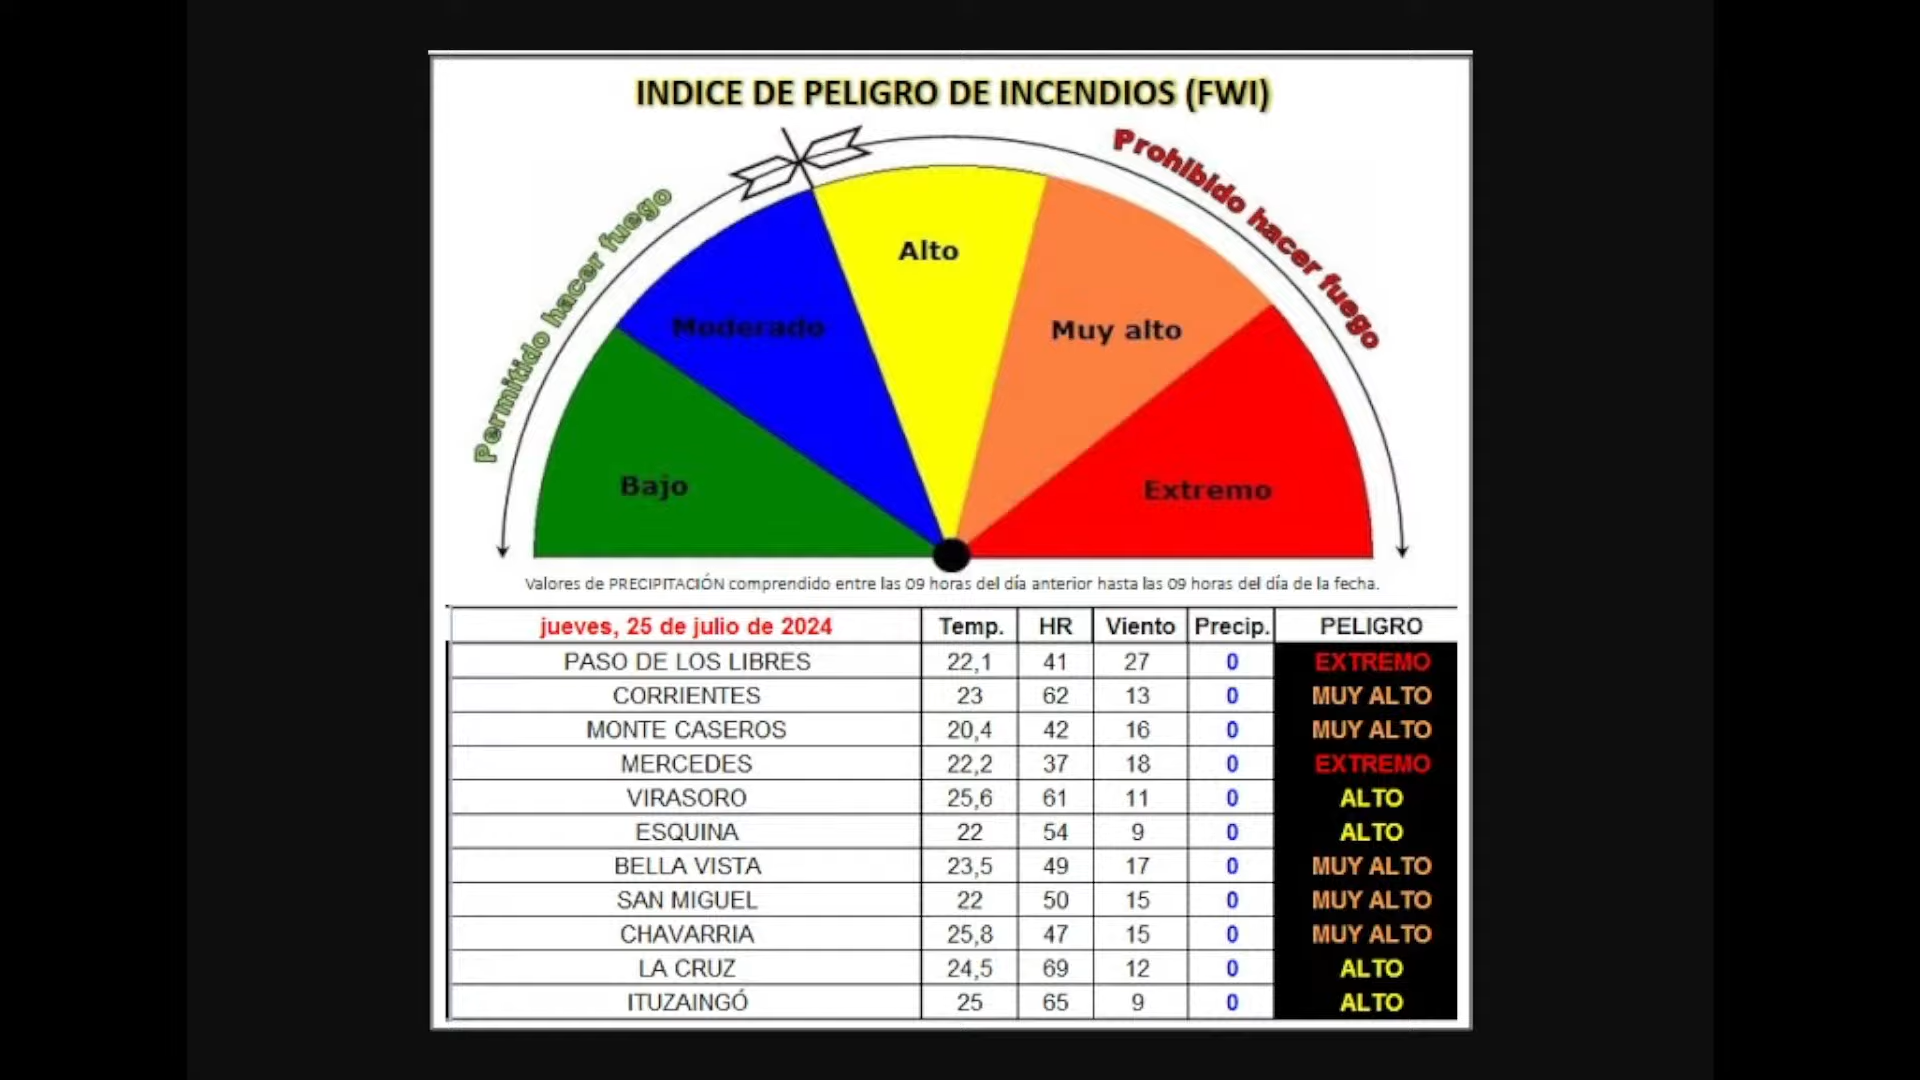 INDICE DE PELIGRO DE INCENDIOS (FWI)
Permitido hacer fuego
Prohibido hacer fuego
Alto
Moderado
Muy alto
Bajo
Extremo
Valores de PRECIPITACIÓN comprendido entre las 09 horas del día anterior hasta las 09 horas del día de la fecha.
jueves, 25 de julio de 2024 Temp. HR Viento Precip. PELIGRO
PASO DE LOS LIBRES 22,1 41 27 0 EXTREMO
CORRIENTES 23 62 13 0 MUY ALTO
MONTE CASEROS 20,4 42 16 0 MUY ALTO
MERCEDES 22,2 37 18 0 EXTREMO
VIRASORO 25,6 61 11 0 ALTO
ESQUINA 22 54 9 0 ALTO
BELLA VISTA 23,5 49 17 0 MUY ALTO
SAN MIGUEL 22 50 15 0 MUY ALTO
CHAVARRIA 25,8 47 15 0 MUY ALTO
LA CRUZ 24,5 69 12 0 ALTO
ITUZAINGÓ 25 65 9 0 ALTO